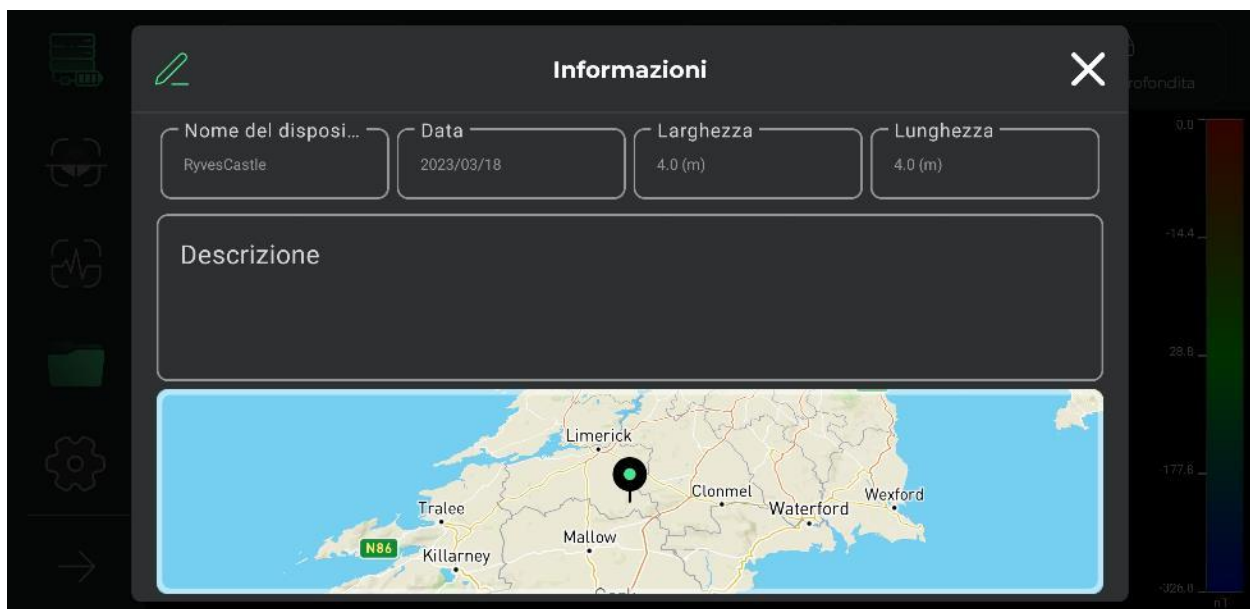 Informazioni
rofondita
Nome del disposi...
Data
Larghezza
Lunghezza
RyvesCastle
2023/03/18
4.0 (m)
4.0 (m)
Descrizione
0.0
-14.4
28.8
-177.8
-326.0
nT
Limerick
Clonmel
Wexford
Waterford
Tralee
Mallow
N86
Killarney